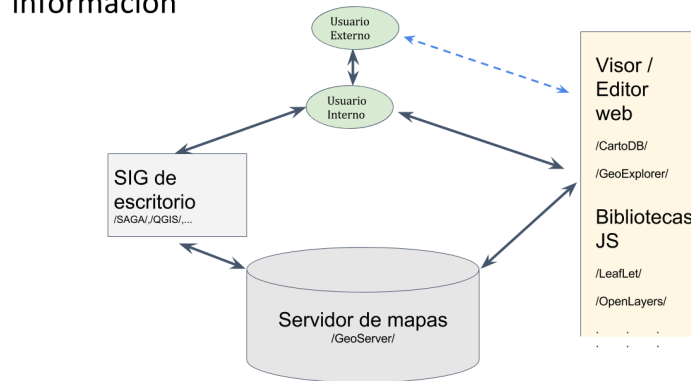 información
Usuario
Externo
Usuario
Interno
Visor /
Editor
web
/CartoDB/
/GeoExplorer/
SIG de
escritorio
/SAGA/,/QGIS/,...
Bibliotecas
JS
/LeafLet/
/OpenLayers/
. . .
. . .
Servidor de mapas
/GeoServer/